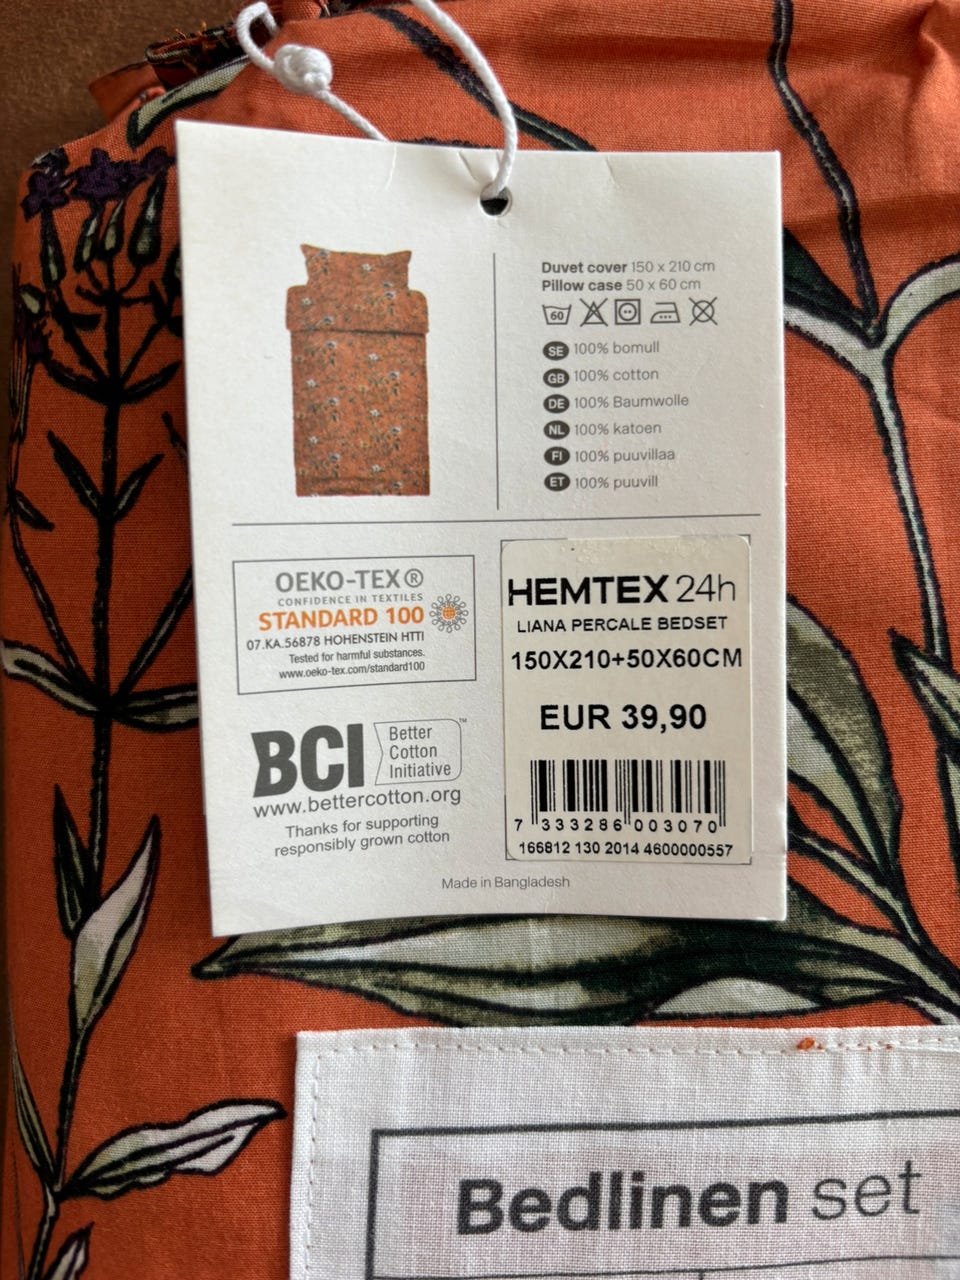 Duvet cover 150 x 210 cm
Pillow case 50 x 60 cm
60
SE 100% bomull
GB 100% cotton
DE 100% Baumwolle
NL 100% katoen
FI 100% puuvillaa
ET 100% puuvill
OEKO-TEX®
CONFIDENCE IN TEXTILES
STANDARD 100
07.KA.56878 HOHENSTEIN HTTI
Tested for harmful substances.
www.oeko-tex.com/standard100
BCI Better Cotton Initiative™
www.bettercotton.org
Thanks for supporting
responsibly grown cotton
HEMTEX 24h
LIANA PERCALE BEDSET
150X210+50X60CM
EUR 39,90
7 333286 003070
166812 130 2014 4600000557
Made in Bangladesh
Bedlinen set